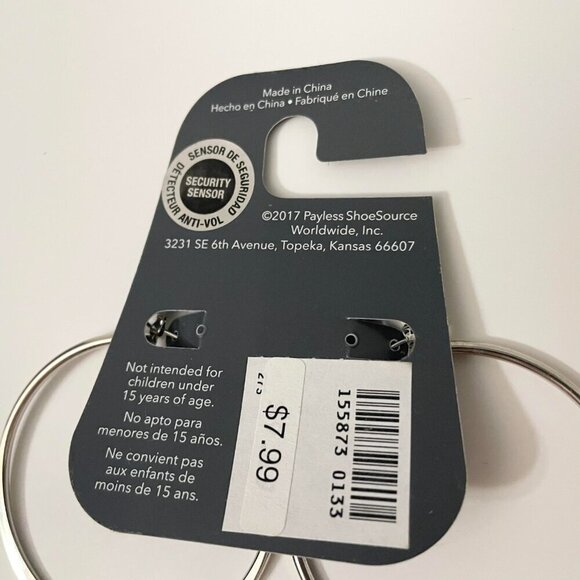 Made in China
Hecho en China • Fabriqué en Chine
SENSOR DE SEGURIDAD
SECURITY
SENSOR
DÉTECTEUR ANTI-VOL
©2017 Payless ShoeSource
Worldwide, Inc.
3231 SE 6th Avenue, Topeka, Kansas 66607
Not intended for
children under
15 years of age.
No apto para
menores de 15 años.
Ne convient pas
aux enfants de
moins de 15 ans.
$7.99
155873 0133